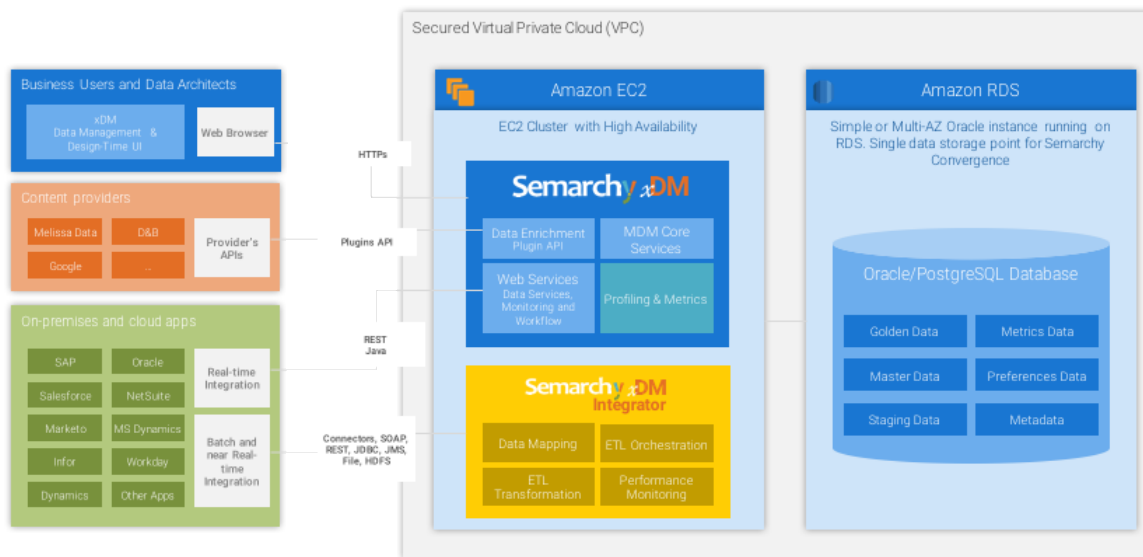 Secured Virtual Private Cloud (VPC)
Business Users and Data Architects
xDM
Data Management &
Design-Time UI
Web Browser
HTTPs
Content providers
Melissa Data
D&B
Google
..
Provider's
APIs
Plugins API
On-premises and cloud apps
SAP
Oracle
Salesforce
NetSuite
Marketo
MS Dynamics
Infor
Workday
Dynamics
Other Apps
Real-time
Integration
Batch and
near Real-
time
Integration
REST
Java
Connectors, SOAP,
REST, JDBC, JMS,
File, HDFS
Amazon EC2
EC2 Cluster with High Availability
Semarchy xDM
Data Enrichment
Plugin API
MDM Core
Services
Web Services
Data Services,
Monitoring and
Workflow
Profiling & Metrics
Semarchy xDM
Integrator
Data Mapping
ETL Orchestration
ETL
Transformation
Performance
Monitoring
Amazon RDS
Simple or Multi-AZ Oracle instance running on
RDS. Single data storage point for Semarchy
Convergence
Oracle/PostgreSQL Database
Golden Data
Metrics Data
Master Data
Preferences Data
Staging Data
Metadata